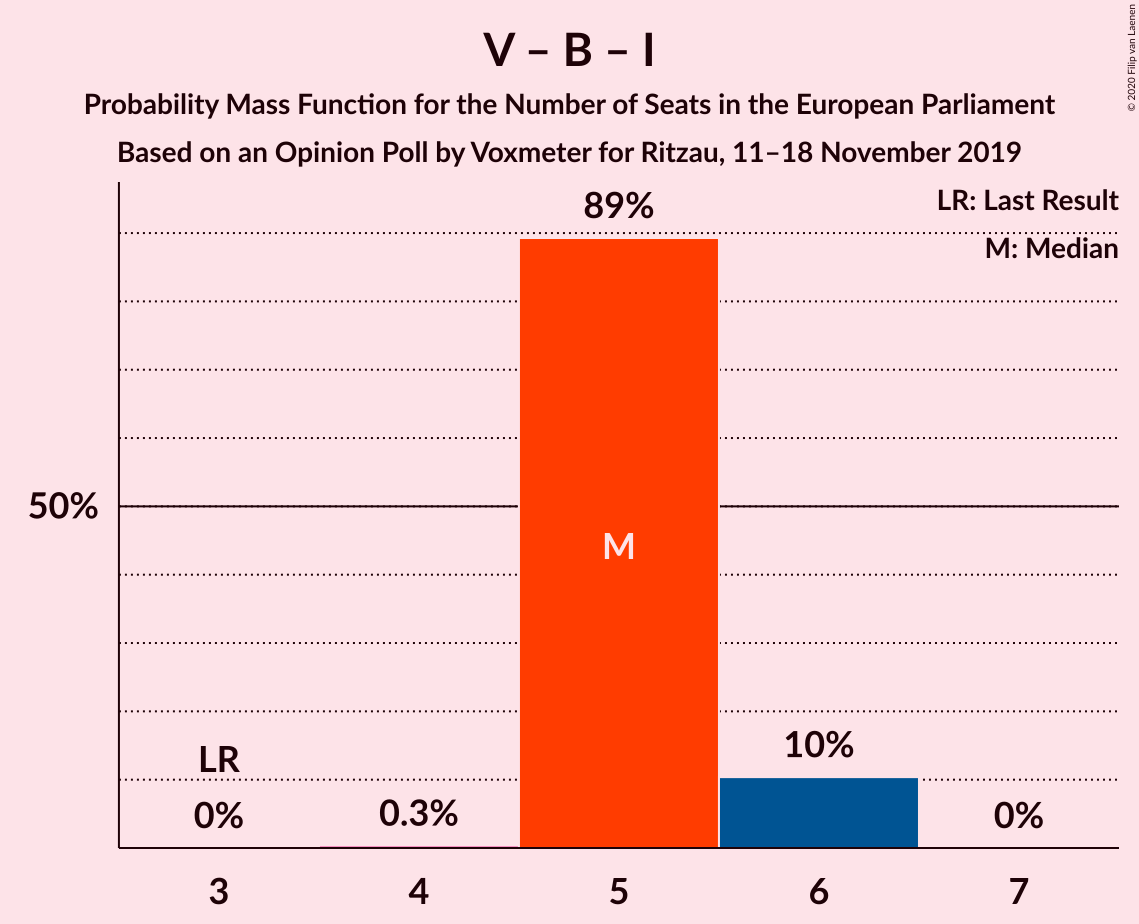 V – B – I
Probability Mass Function for the Number of Seats in the European Parliament
Based on an Opinion Poll by Voxmeter for Ritzau, 11–18 November 2019
© 2020 Filip van Laenen
LR: Last Result
M: Median
89%
50%
M
LR
10%
0%
0.3%
0%
3 4 5 6 7